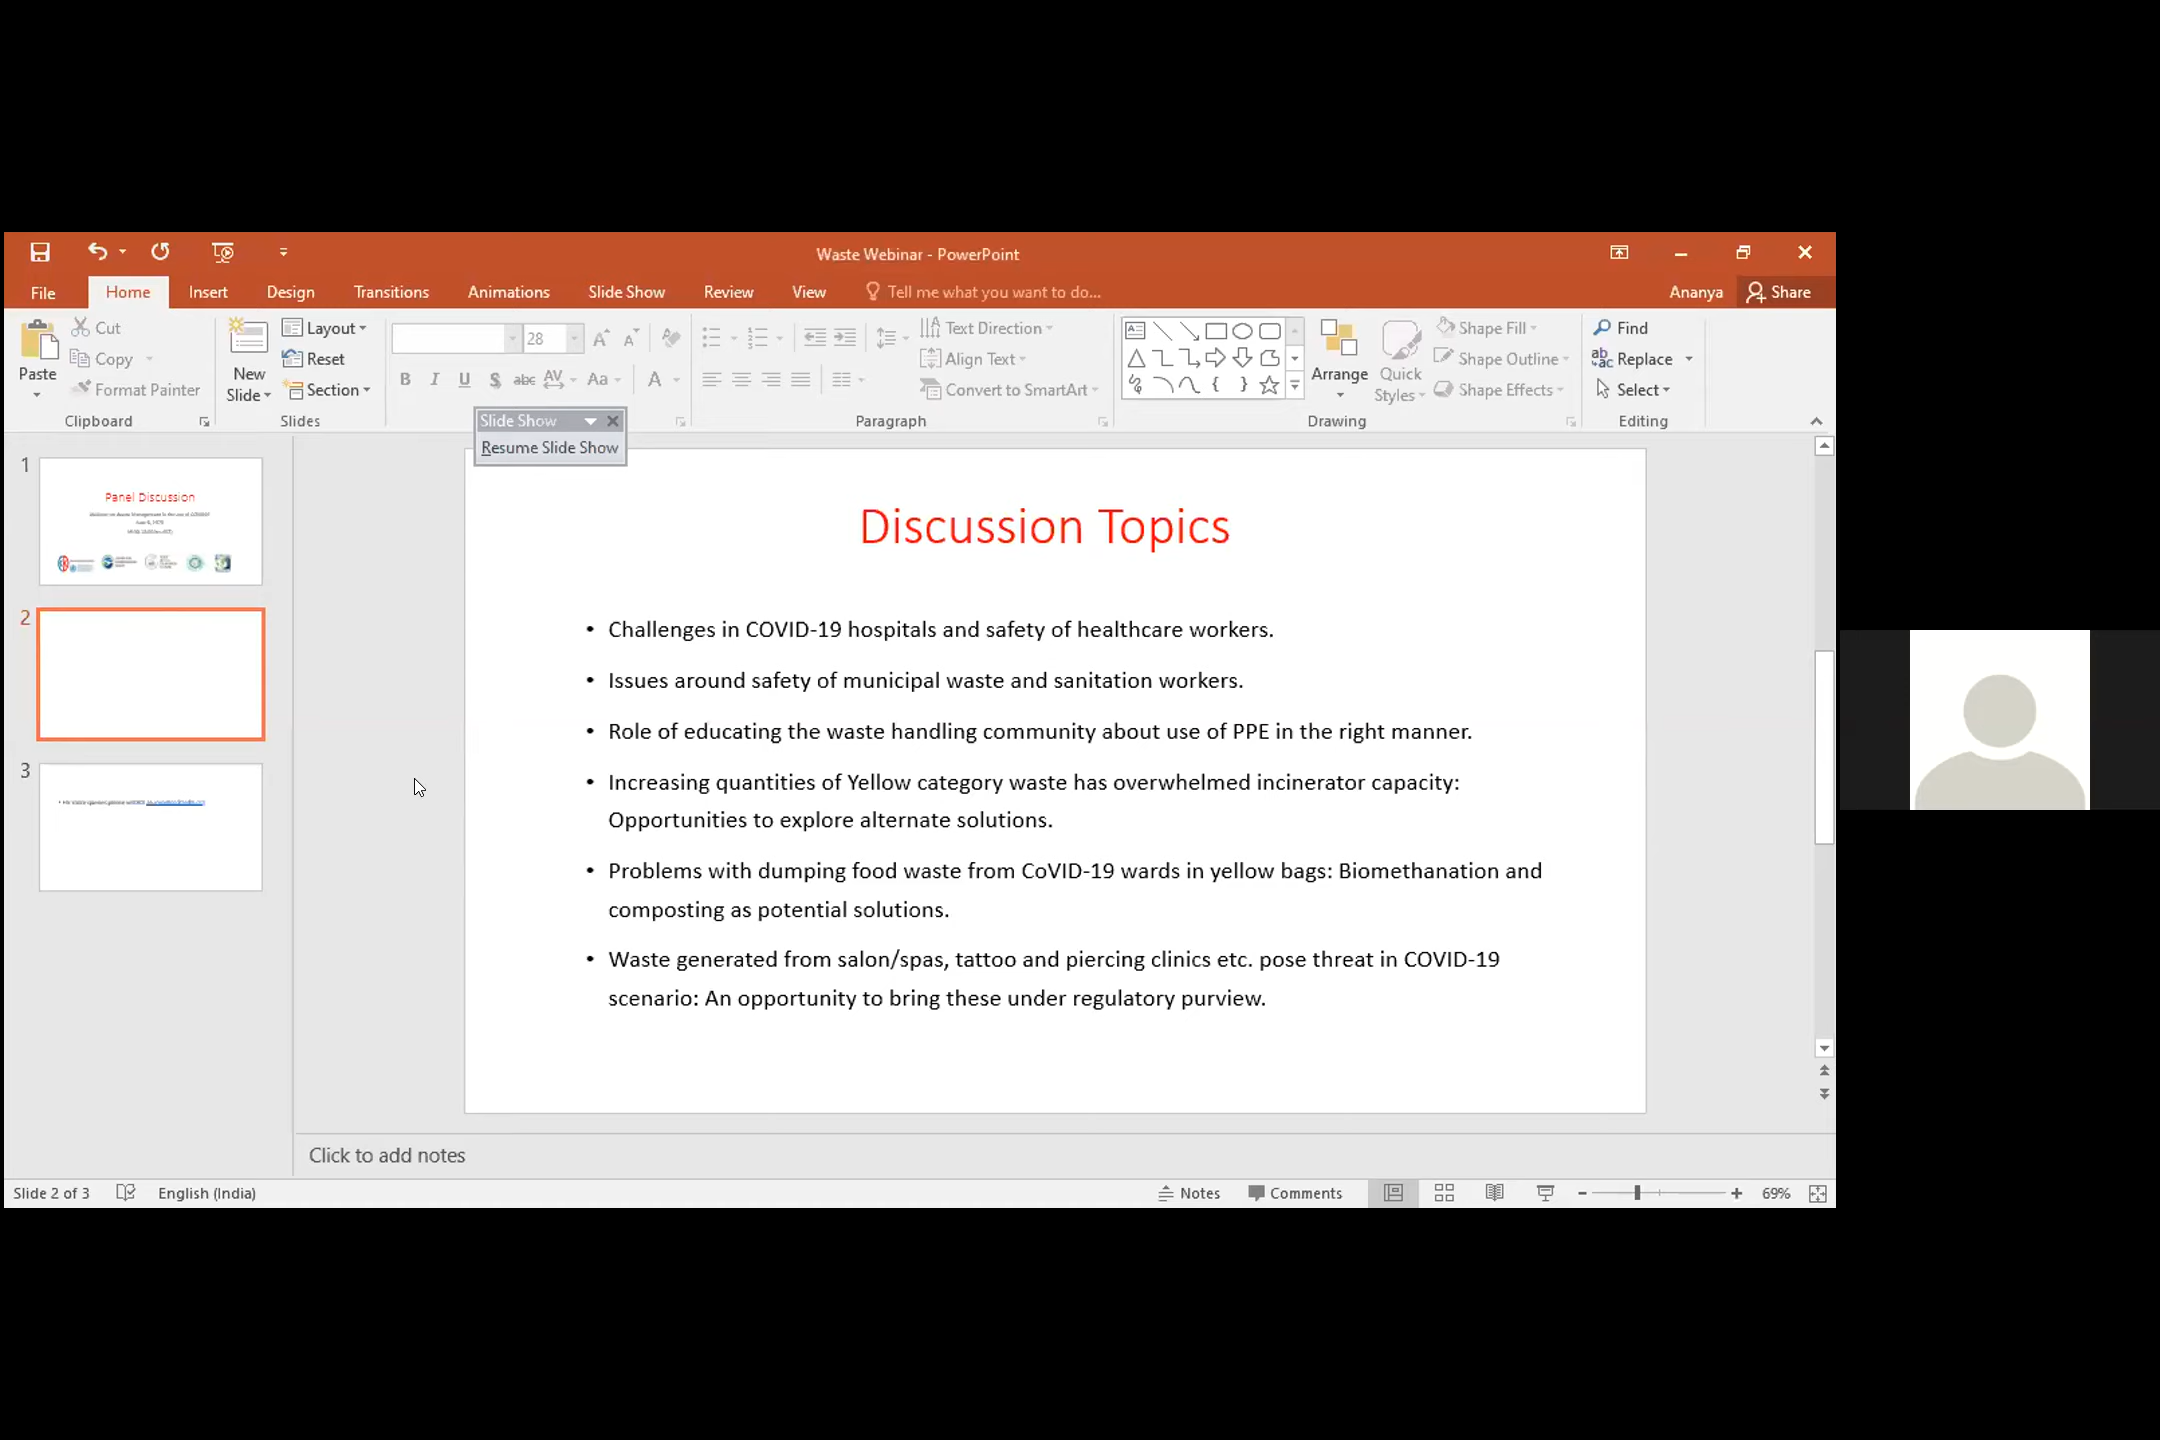 Waste Webinar - PowerPoint
File Home Insert Design Transitions Animations Slide Show Review View Tell me what you want to do... Ananya Share
Paste
Cut
Copy
Format Painter
Clipboard
New
Slide
Layout
Reset
Section
Slides
28
B I U S abc AV Aa A
Text Direction
Align Text
Convert to SmartArt
Paragraph
Arrange
Quick
Styles
Shape Fill
Shape Outline
Shape Effects
Drawing
Find
Replace
Select
Editing
Slide Show
Resume Slide Show
1
Panel Discussion
2
3
Discussion Topics
• Challenges in COVID-19 hospitals and safety of healthcare workers.
• Issues around safety of municipal waste and sanitation workers.
• Role of educating the waste handling community about use of PPE in the right manner.
• Increasing quantities of Yellow category waste has overwhelmed incinerator capacity:
Opportunities to explore alternate solutions.
• Problems with dumping food waste from CoVID-19 wards in yellow bags: Biomethanation and
composting as potential solutions.
• Waste generated from salon/spas, tattoo and piercing clinics etc. pose threat in COVID-19
scenario: An opportunity to bring these under regulatory purview.
Click to add notes
Slide 2 of 3 English (India) Notes Comments 69%